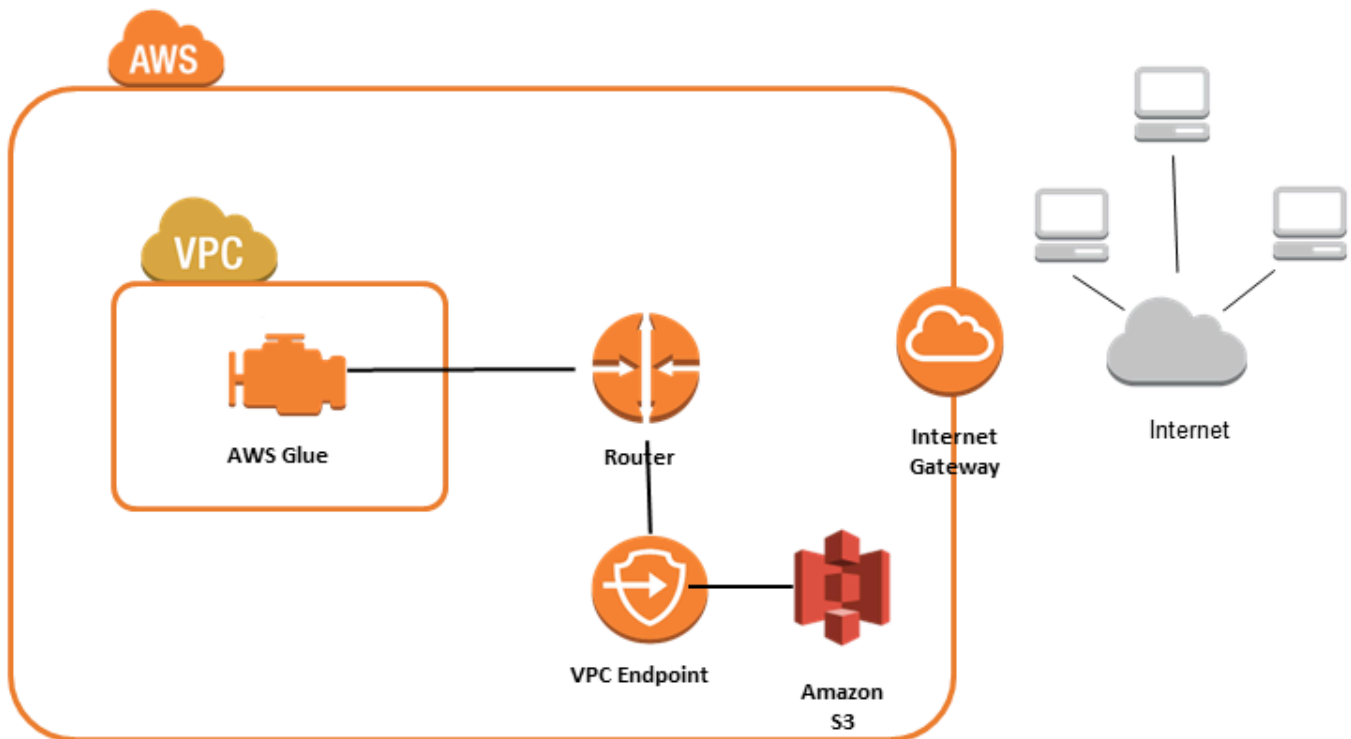 AWS
VPC
AWS Glue
Router
Internet
Gateway
Internet
VPC Endpoint
Amazon
S3